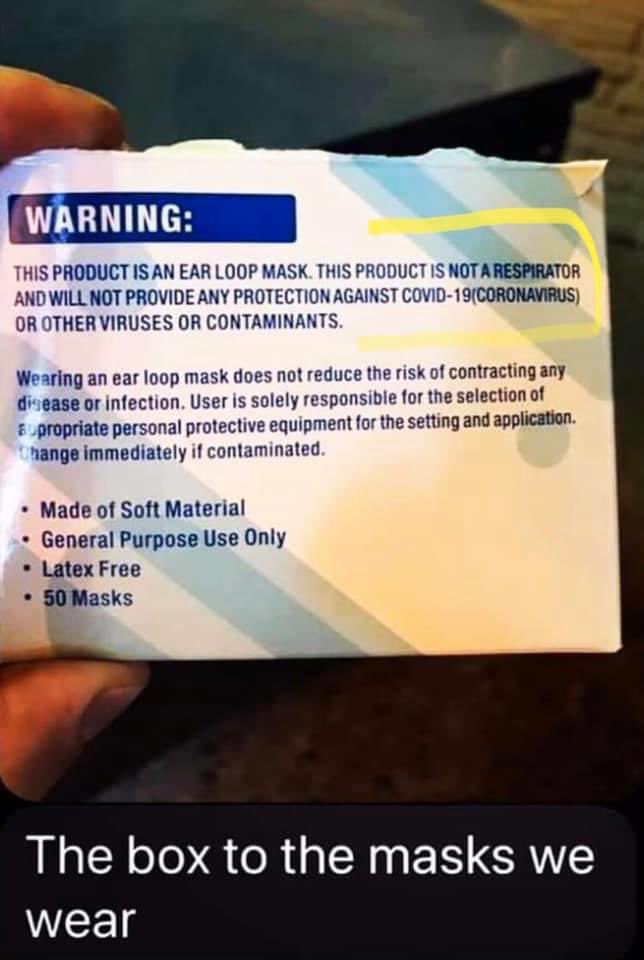 WARNING:
THIS PRODUCT IS AN EAR LOOP MASK. THIS PRODUCT IS NOT A RESPIRATOR
AND WILL NOT PROVIDE ANY PROTECTION AGAINST COVID-19(CORONAVIRUS)
OR OTHER VIRUSES OR CONTAMINANTS.
Wearing an ear loop mask does not reduce the risk of contracting any
disease or infection. User is solely responsible for the selection of
appropriate personal protective equipment for the setting and application.
Change immediately if contaminated.
• Made of Soft Material
• General Purpose Use Only
• Latex Free
• 50 Masks
The box to the masks we
wear